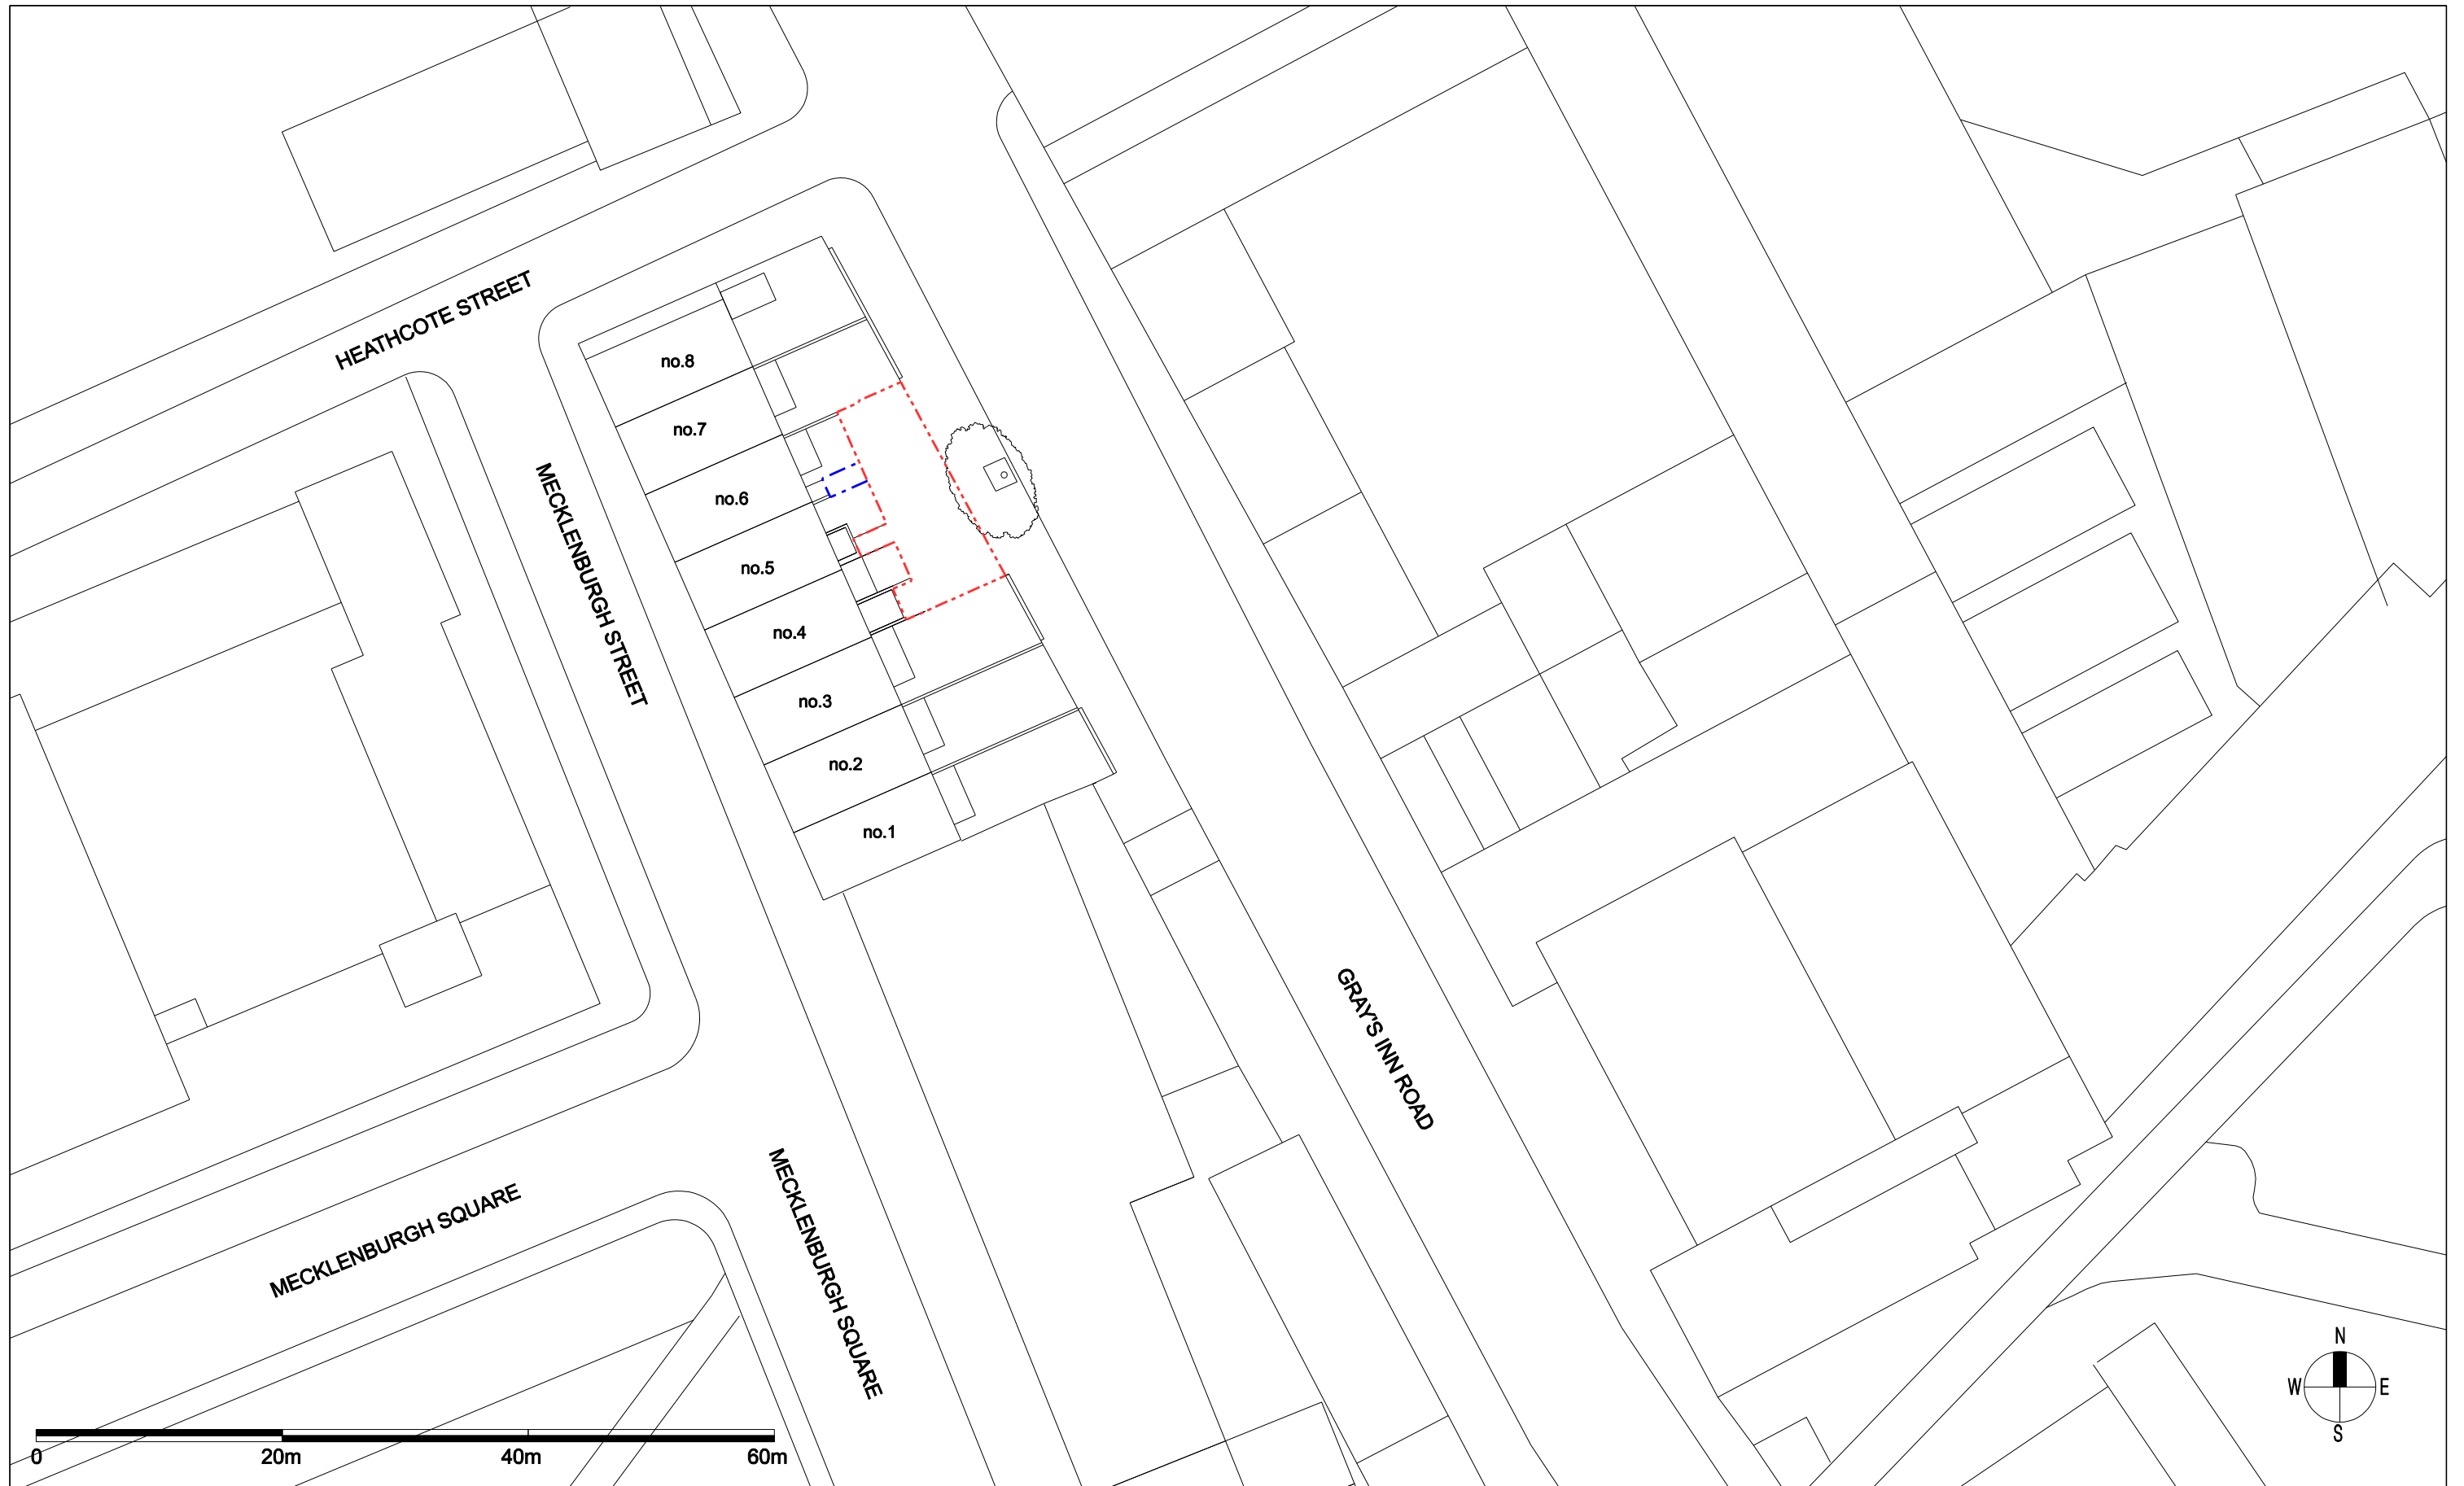 HEATHCOTE STREET
MECKLENBURGH STREET
no.8
no.7
no.6
no.5
no.4
no.3
no.2
no.1
GRAY'S INN ROAD
MECKLENBURGH SQUARE
MECKLENBURGH SQUARE
N
W E
S
0 20m 40m 60m